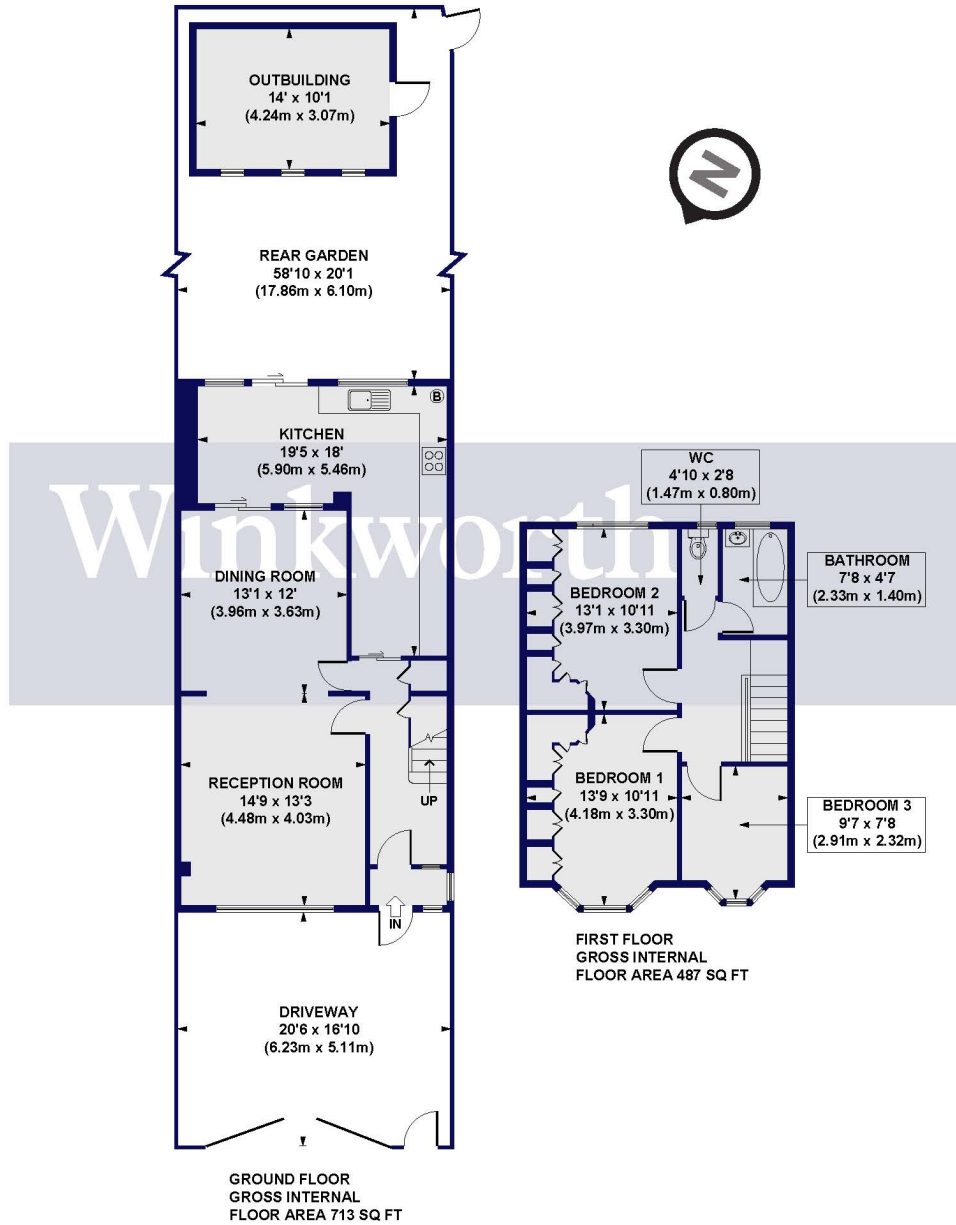 OUTBUILDING
14' x 10'1
(4.24m x 3.07m)
N
REAR GARDEN
58'10 x 20'1
(17.86m x 6.10m)
B
KITCHEN
19'5 x 18'
(5.90m x 5.46m)
Winkworth
DINING ROOM
13'1 x 12'
(3.96m x 3.63m)
RECEPTION ROOM
14'9 x 13'3
(4.48m x 4.03m)
UP
IN
DRIVEWAY
20'6 x 16'10
(6.23m x 5.11m)
GROUND FLOOR
GROSS INTERNAL
FLOOR AREA 713 SQ FT
WC
4'10 x 2'8
(1.47m x 0.80m)
BATHROOM
7'8 x 4'7
(2.33m x 1.40m)
BEDROOM 2
13'1 x 10'11
(3.97m x 3.30m)
BEDROOM 1
13'9 x 10'11
(4.18m x 3.30m)
BEDROOM 3
9'7 x 7'8
(2.91m x 2.32m)
FIRST FLOOR
GROSS INTERNAL
FLOOR AREA 487 SQ FT